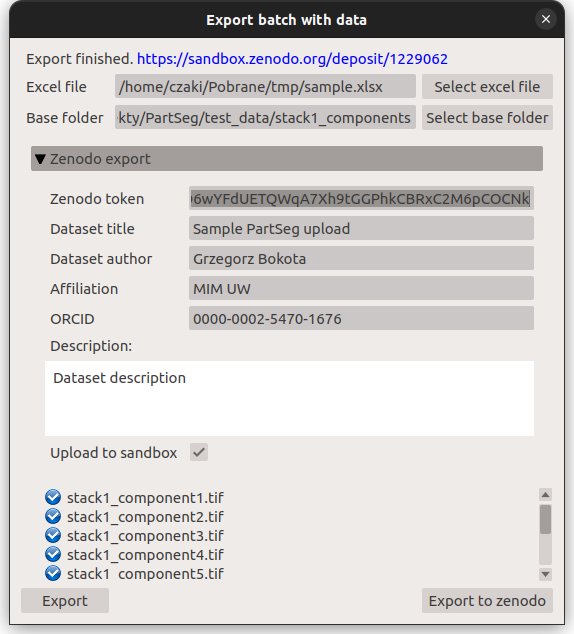 Export batch with data
Export finished. https://sandbox.zenodo.org/deposit/1229062
Excel file /home/czaki/Pobrane/tmp/sample.xlsx Select excel file
Base folder kty/PartSeg/test_data/stack1_components Select base folder
Zenodo export
Zenodo token 6wYFdUETQWqA7Xh9tGGPhkCBRxC2M6pCOCNk
Dataset title Sample PartSeg upload
Dataset author Grzegorz Bokota
Affiliation MIM UW
ORCID 0000-0002-5470-1676
Description:
Dataset description
Upload to sandbox
stack1_component1.tif
stack1_component2.tif
stack1_component3.tif
stack1_component4.tif
stack1_component5.tif
Export Export to zenodo